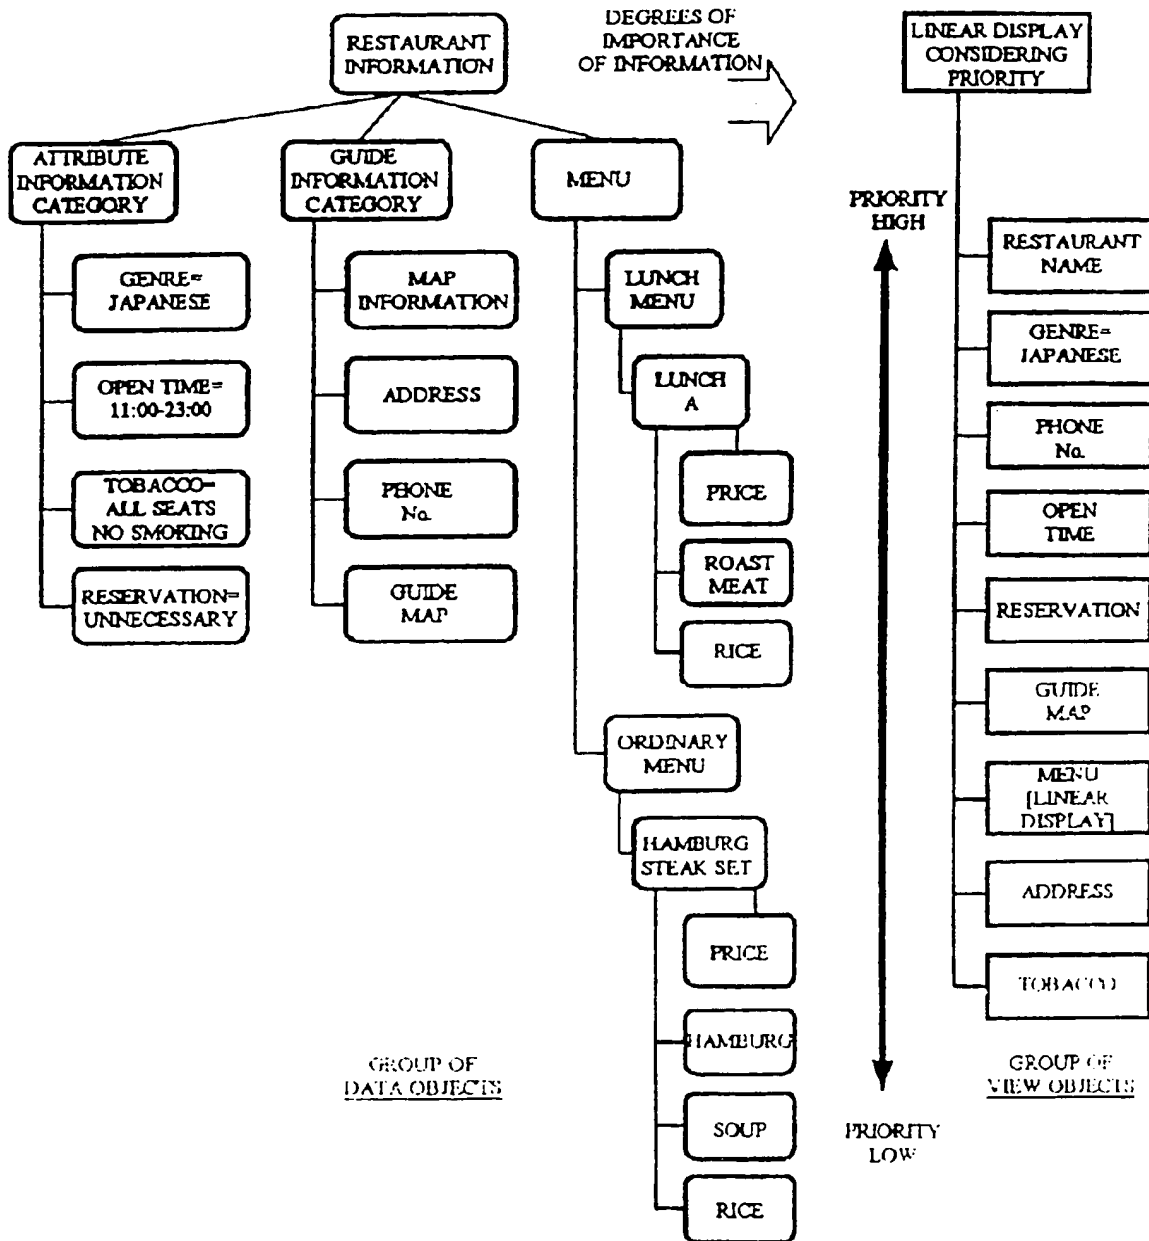 RESTAURANT
INFORMATION
DEGREES OF
IMPORTANCE
OF INFORMATION
LINEAR DISPLAY
CONSIDERING
PRIORITY
ATTRIBUTE
INFORMATION
CATEGORY
GENRE=
JAPANESE
OPEN TIME=
11:00-23:00
TOBACCO=
ALL SEATS
NO SMOKING
RESERVATION=
UNNECESSARY
GUIDE
INFORMATION
CATEGORY
MAP
INFORMATION
ADDRESS
PHONE
No.
GUIDE
MAP
MENU
LUNCH
MENU
LUNCH
A
PRICE
ROAST
MEAT
RICE
ORDINARY
MENU
HAMBURG
STEAK SET
PRICE
HAMBURG
SOUP
RICE
GROUP OF
DATA OBJECTS
PRIORITY
HIGH
PRIORITY
LOW
RESTAURANT
NAME
GENRE=
JAPANESE
PHONE
No.
OPEN
TIME
RESERVATION
GUIDE
MAP
MENU
[LINEAR
DISPLAY]
ADDRESS
TOBACCO
GROUP OF
VIEW OBJECTS